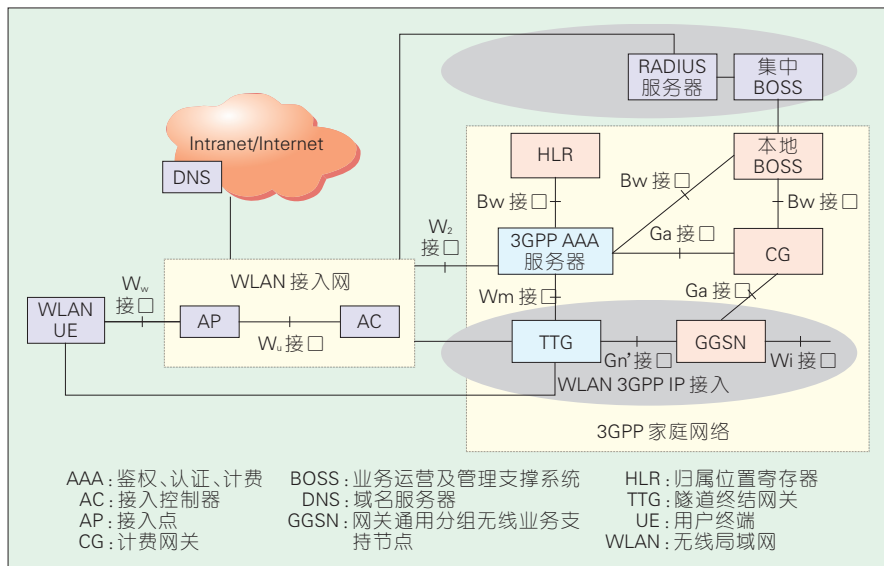 RADIUS
服务器
集中
BOSS
Intranet/Internet
DNS
HLR
本地
BOSS
Bw 接口
Bw 接口
Bw 接口
W₂
接口
3GPP AAA
服务器
Ga 接口
CG
WLAN 接入网
Wm 接口
Ga 接口
Ww
接口
WLAN
UE
AP
AC
Wu 接口
TTG
GGSN
Gn’接口
Wi 接口
WLAN 3GPP IP 接入
3GPP 家庭网络
AAA：鉴权、认证、计费
AC：接入控制器
AP：接入点
CG：计费网关
BOSS：业务运营及管理支撑系统
DNS：域名服务器
GGSN：网关通用分组无线业务支
持节点
HLR：归属位置寄存器
TTG：隧道终结网关
UE：用户终端
WLAN：无线局域网